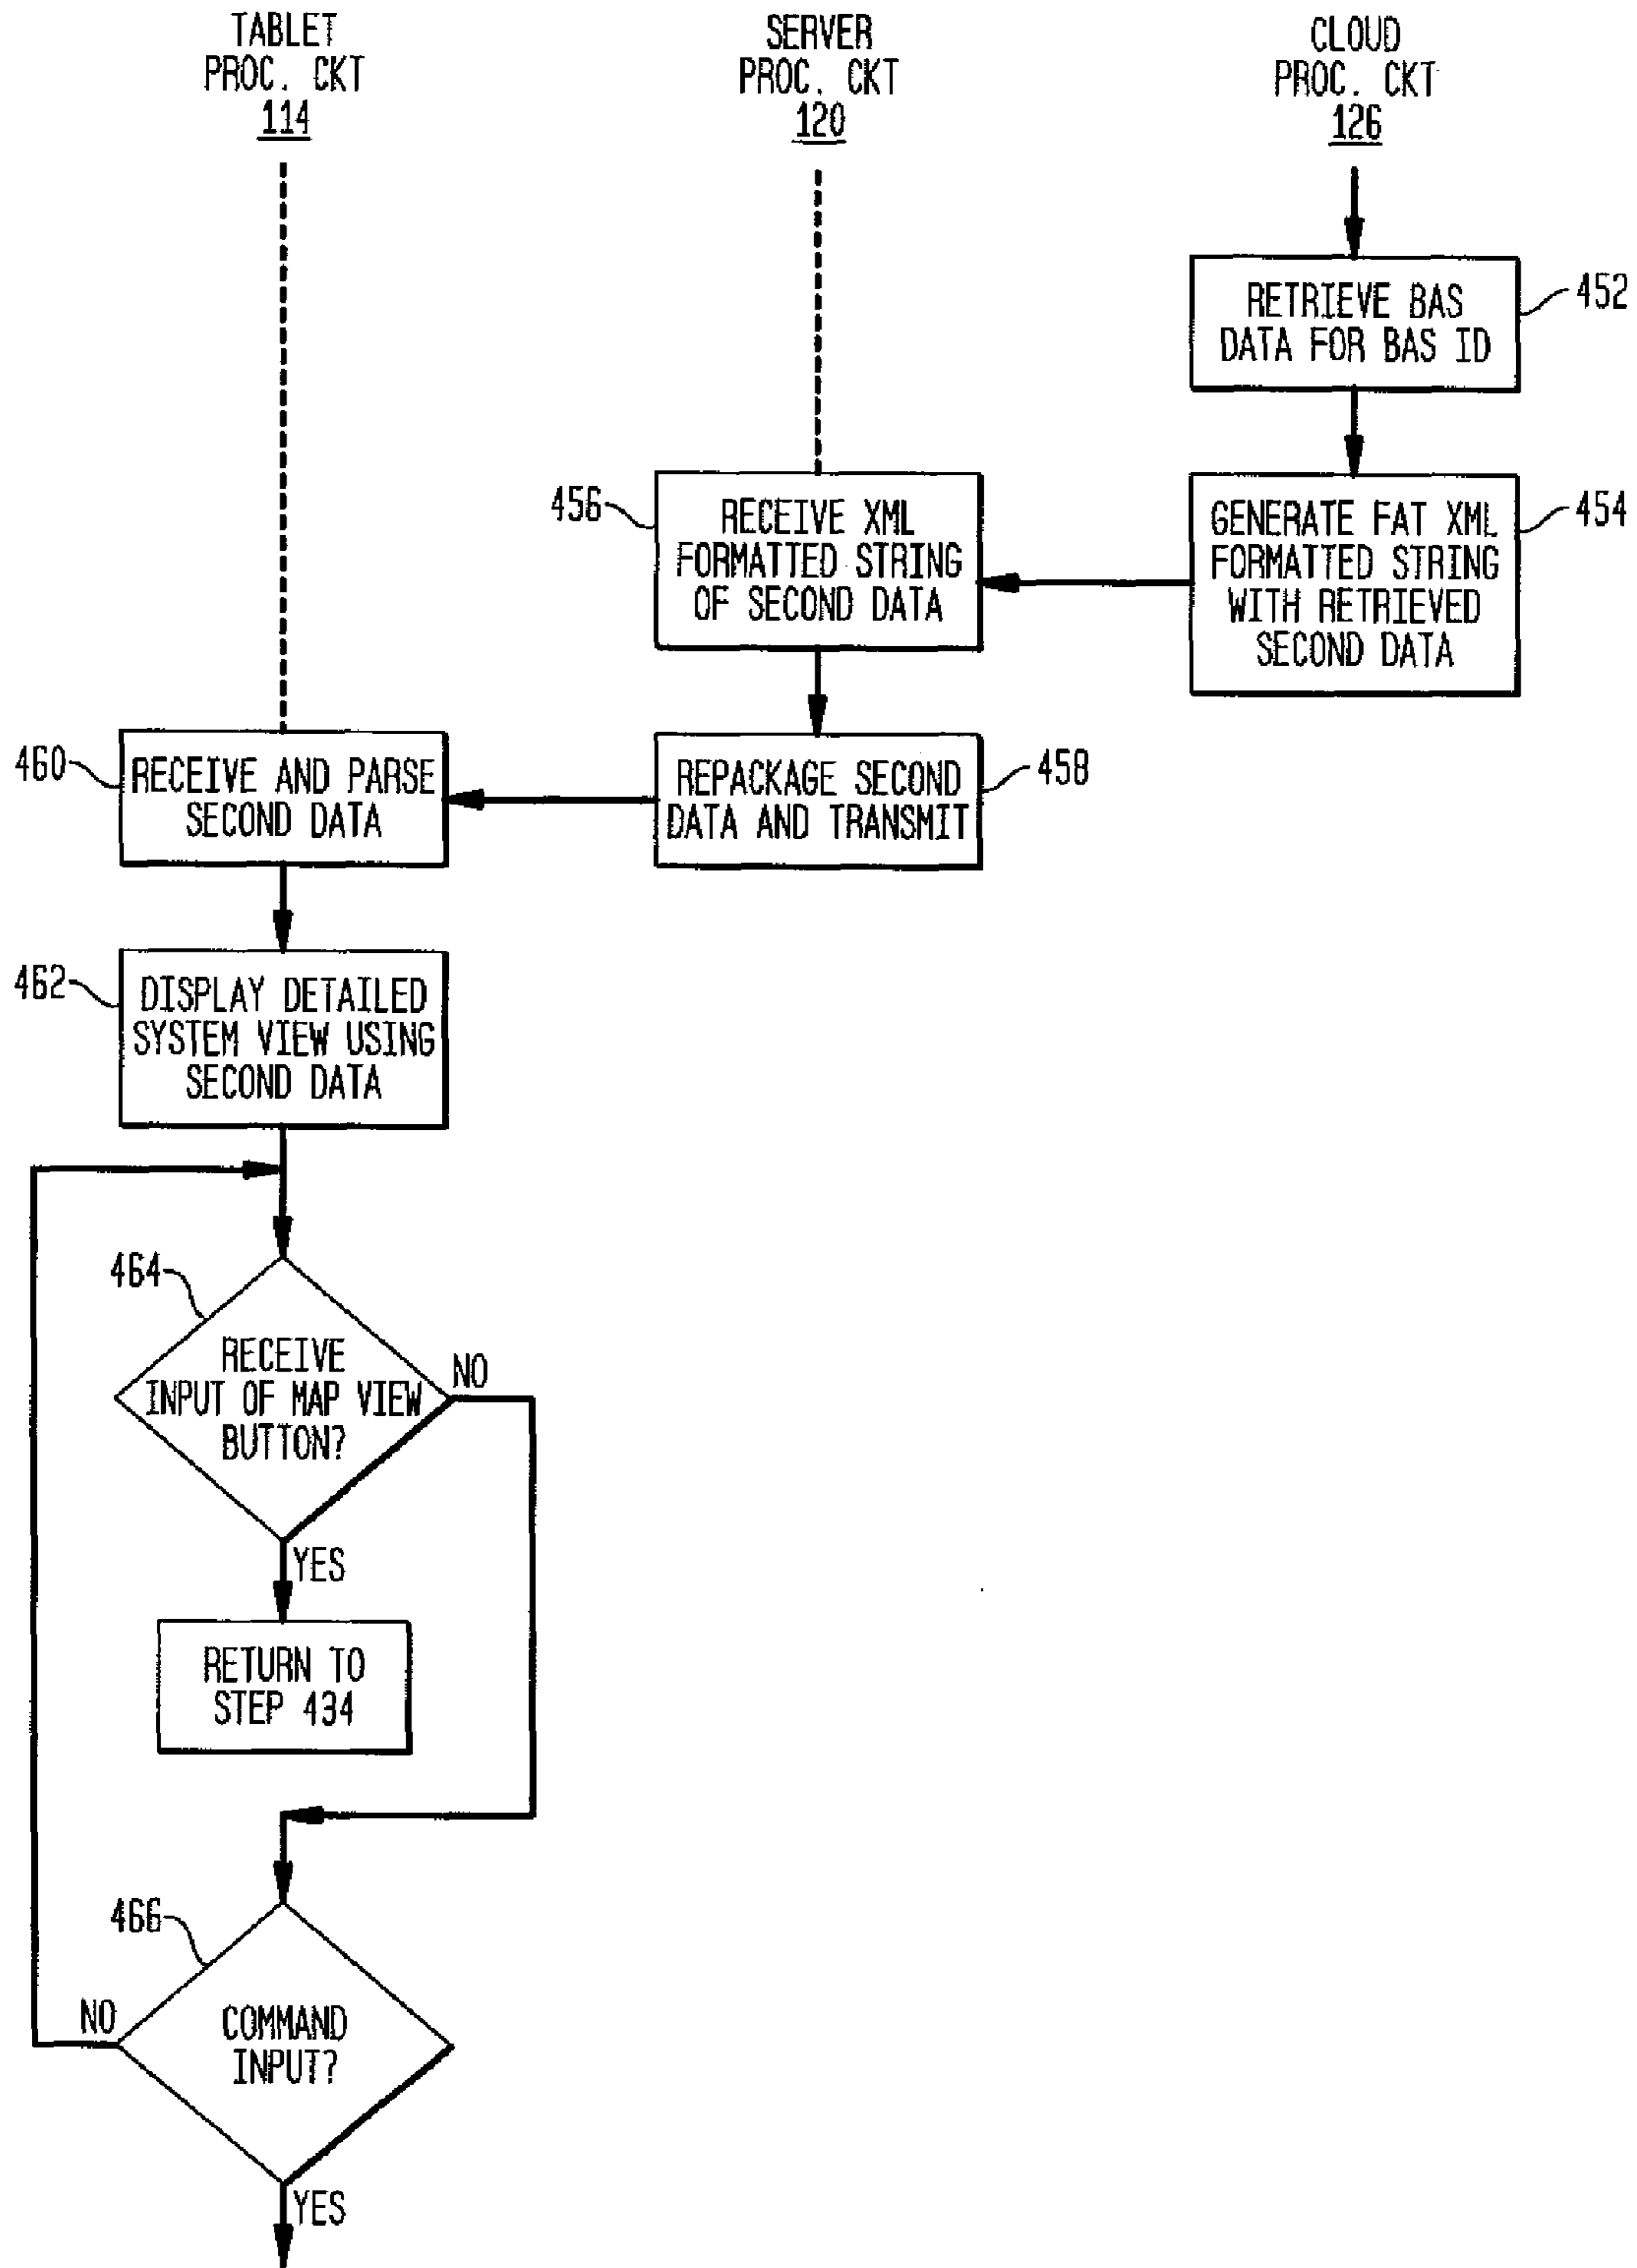 TABLET
PROC. CKT
114
SERVER
PROC. CKT
120
CLOUD
PROC. CKT
126
RETRIEVE BAS
DATA FOR BAS ID
452
456
RECEIVE XML
FORMATTED STRING
OF SECOND DATA
GENERATE FAT XML
FORMATTED STRING
WITH RETRIEVED
SECOND DATA
454
460
RECEIVE AND PARSE
SECOND DATA
REPACKAGE SECOND
DATA AND TRANSMIT
458
462
DISPLAY DETAILED
SYSTEM VIEW USING
SECOND DATA
464
RECEIVE
INPUT OF MAP VIEW
BUTTON?
NO
YES
RETURN TO
STEP 434
466
COMMAND
INPUT?
NO
YES